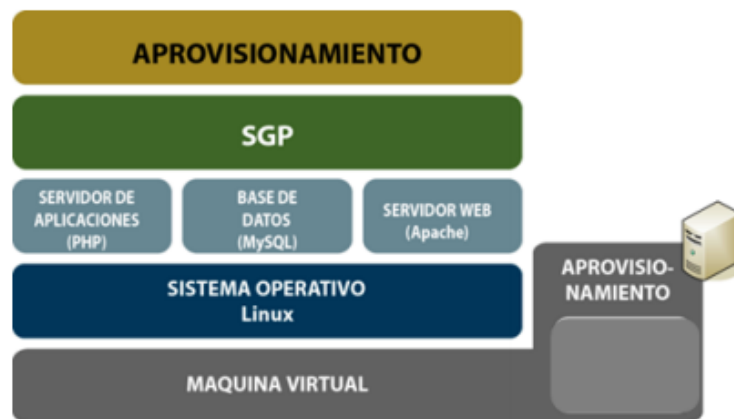 APROVISIONAMIENTO
SGP
SERVIDOR DE
APLICACIONES
(PHP)
BASE DE
DATOS
(MySQL)
SERVIDOR WEB
(Apache)
SISTEMA OPERATIVO
Linux
APROVISIO-
NAMIENTO
MAQUINA VIRTUAL